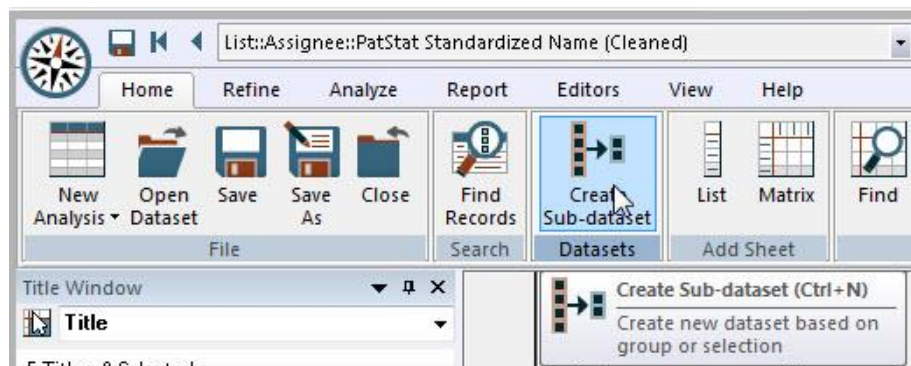 List::Assignee::PatStat Standardized Name (Cleaned)
Home Refine Analyze Report Editors View Help
New Analysis
Open Dataset
Save
Save As
Close
Find Records
Create Sub-dataset
List
Matrix
Find
File
Search
Datasets
Add Sheet
Title Window
Title
Create Sub-dataset (Ctrl+N)
Create new dataset based on
group or selection